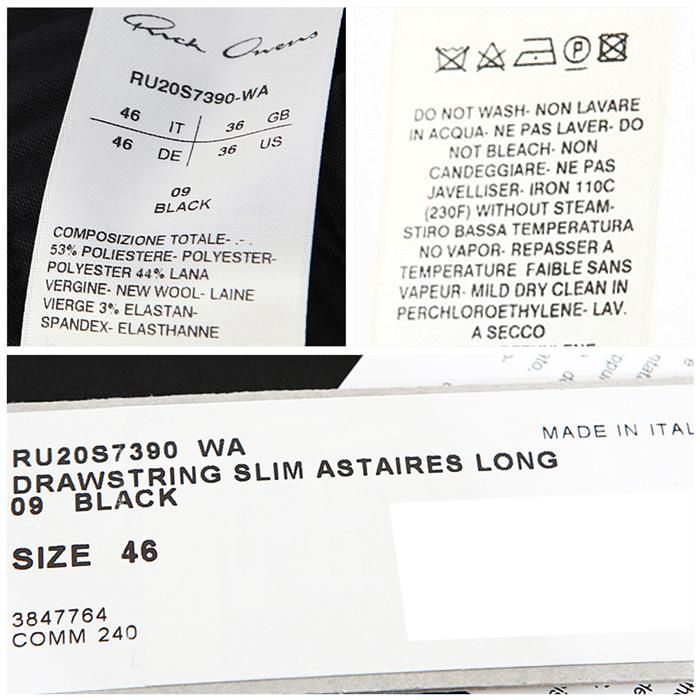 Rick Owens
RU20S7390-WA
46 IT 36 GB
46 DE 36 US
09
BLACK
COMPOSIZIONE TOTALE-
53% POLIESTERE- POLYESTER-
POLYESTER 44% LANA
VERGINE- NEW WOOL- LAINE
VIERGE 3% ELASTAN-
SPANDEX- ELASTHANNE
P
DO NOT WASH- NON LAVARE
IN ACQUA- NE PAS LAVER- DO
NOT BLEACH- NON
CANDEGGIARE- NE PAS
JAVELLISER- IRON 110C
(230F) WITHOUT STEAM-
STIRO BASSA TEMPERATURA
NO VAPOR- REPASSER A
TEMPERATURE FAIBLE SANS
VAPEUR- MILD DRY CLEAN IN
PERCHLOROETHYLENE- LAV.
A SECCO
RU20S7390 WA
MADE IN ITAL
DRAWSTRING SLIM ASTAIRES LONG
09 BLACK
SIZE 46
3847764
COMM 240